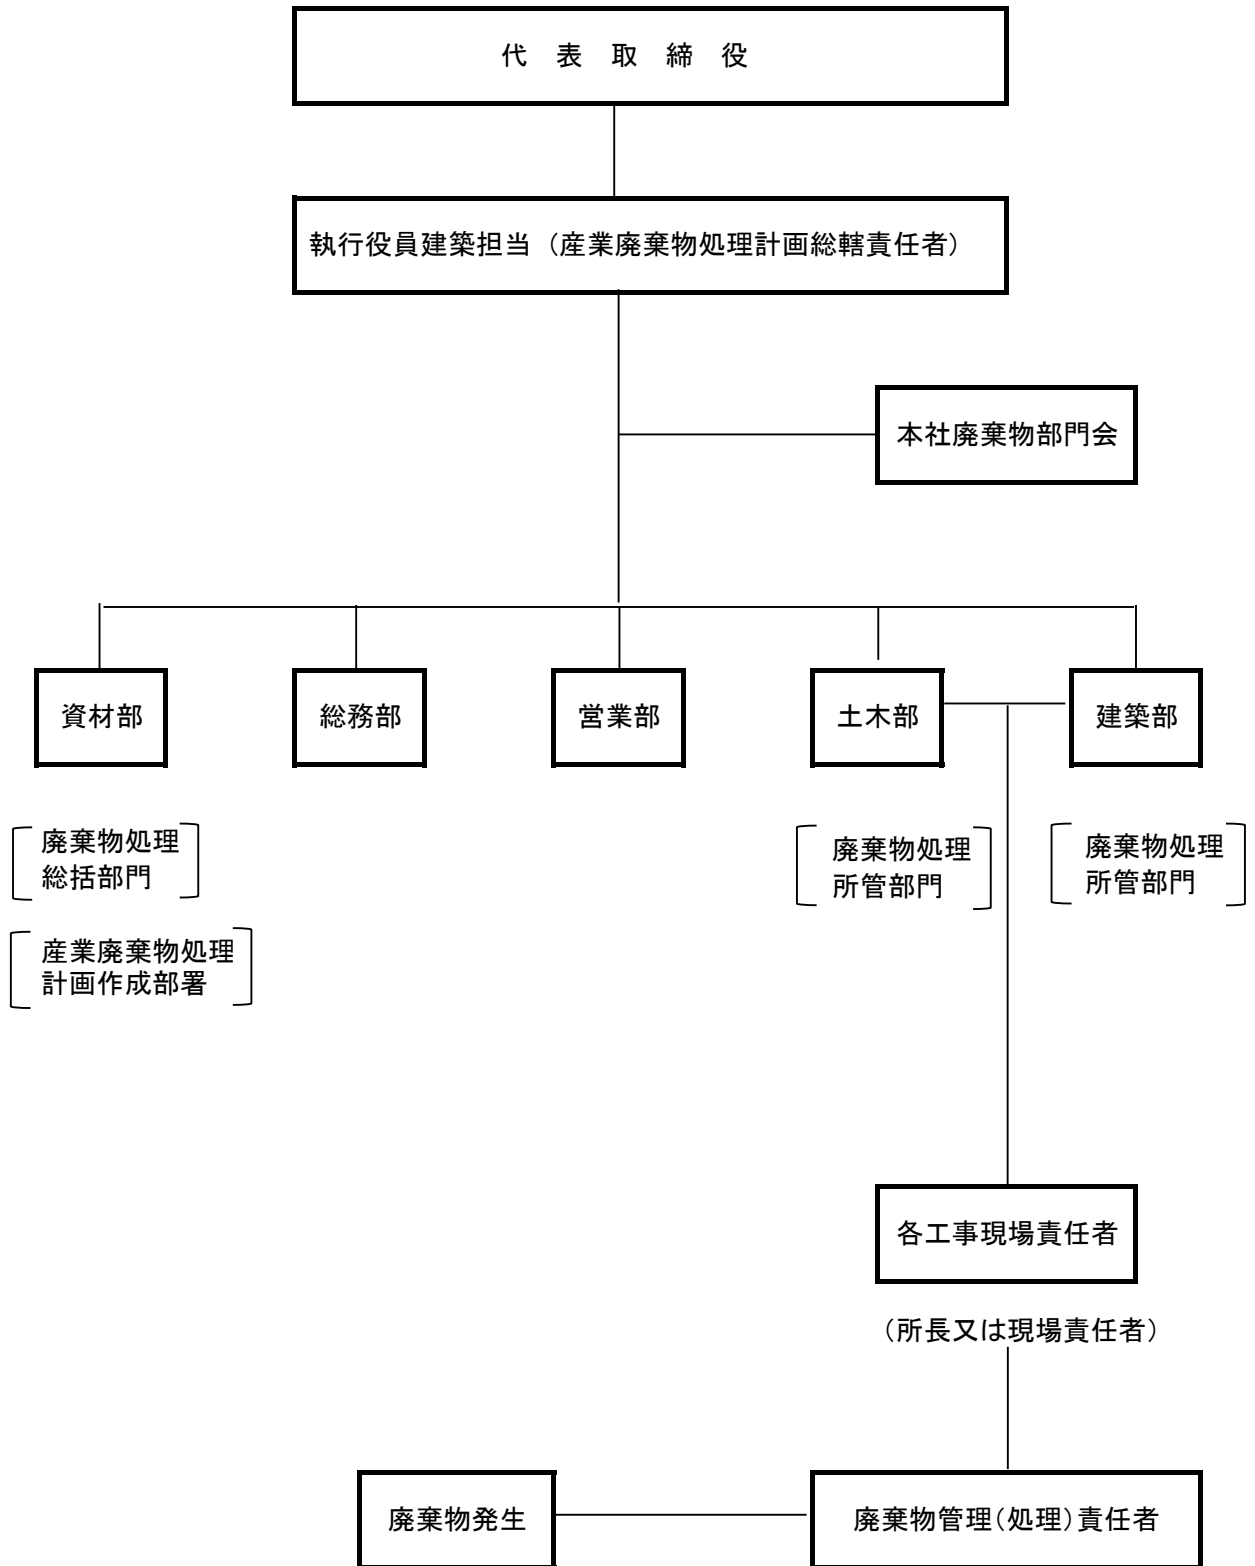 代 表 取 締 役
執行役員建築担当（産業廃棄物処理計画総轄責任者）
本社廃棄物部門会
資材部
総務部
営業部
土木部
建築部
廃棄物処理
総括部門
産業廃棄物処理
計画作成部署
廃棄物処理
所管部門
廃棄物処理
所管部門
各工事現場責任者
（所長又は現場責任者）
廃棄物発生
廃棄物管理（処理）責任者